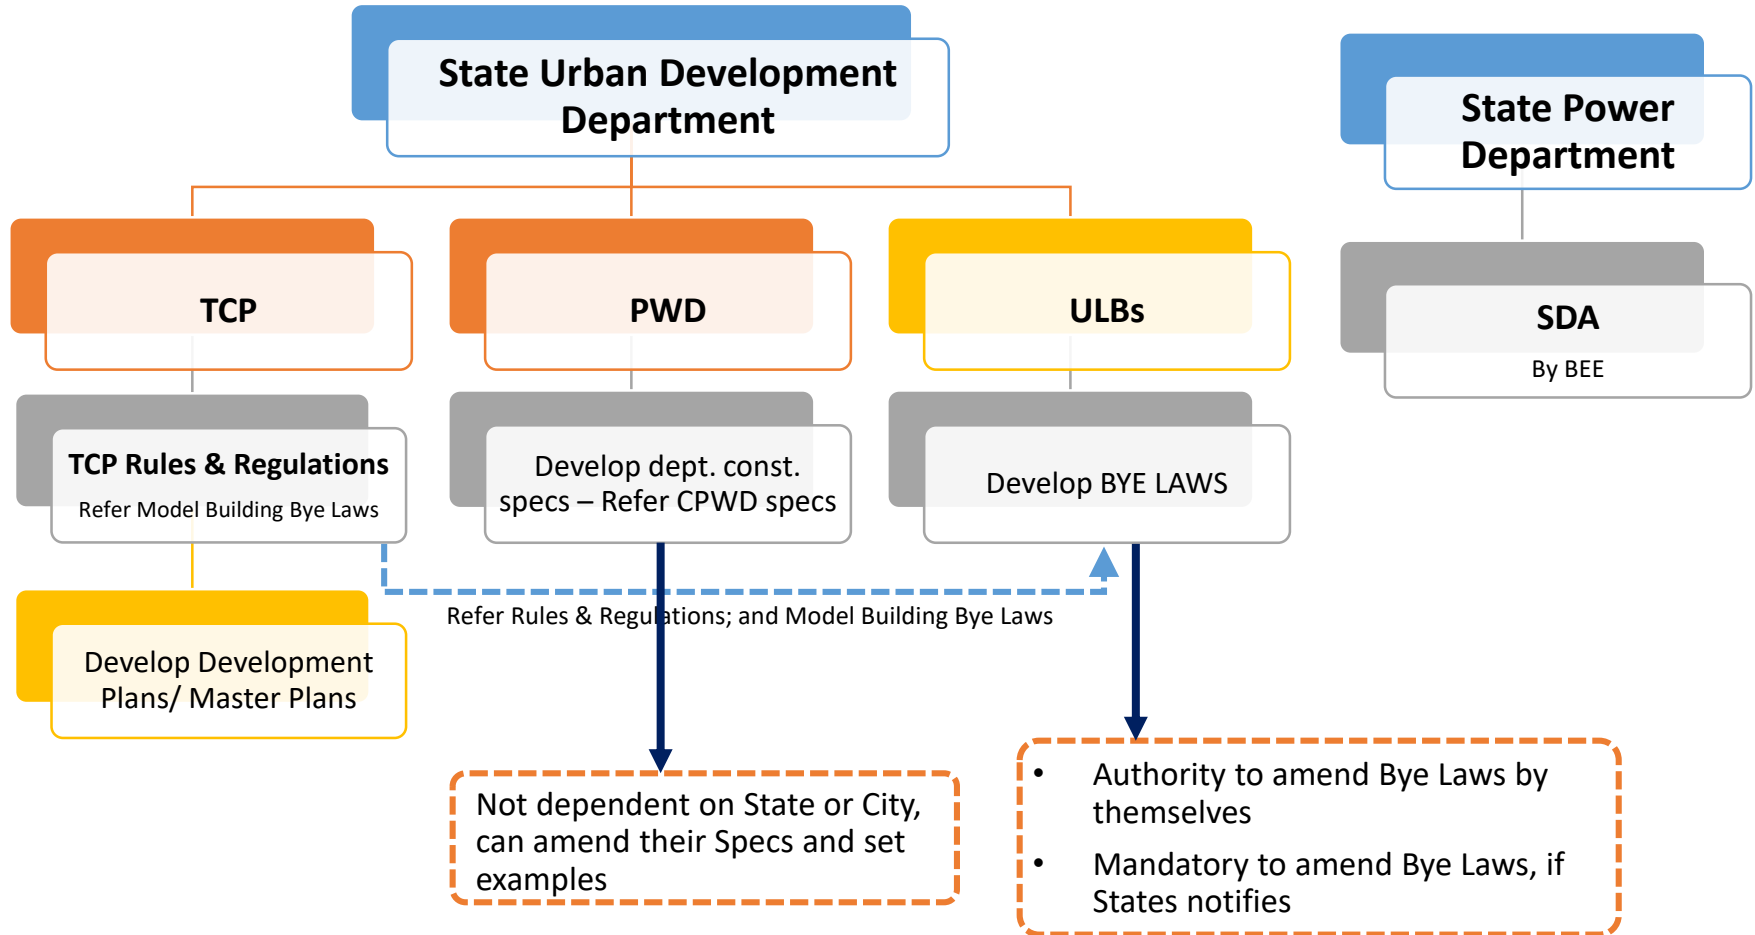 State Urban Development
Department
State Power
Department
TCP
PWD
ULBs
SDA
By BEE
TCP Rules & Regulations
Refer Model Building Bye Laws
Develop dept. const.
specs – Refer CPWD specs
Develop BYE LAWS
Refer Rules & Regulations; and Model Building Bye Laws
Develop Development
Plans/ Master Plans
Not dependent on State or City,
can amend their Specs and set
examples
• Authority to amend Bye Laws by
themselves
• Mandatory to amend Bye Laws, if
States notifies